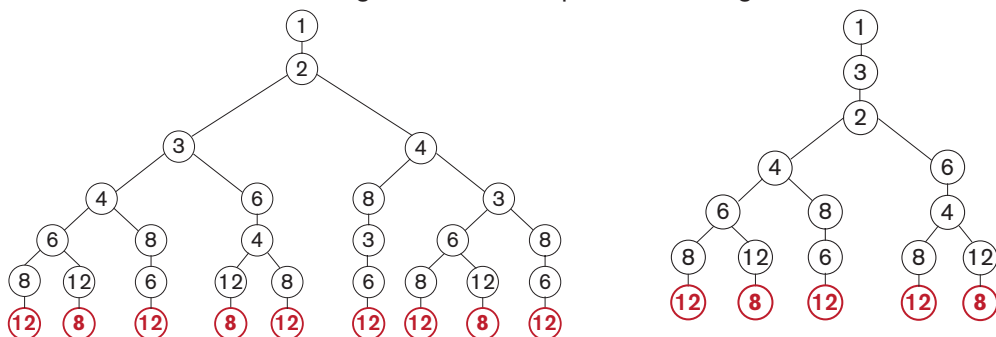 1
2
3 4
4 6 8 3
6 8 4 3 6 8
8 12 6 12 8 6 8 12 6
12 8 12 8 12 12 12 8 12
1
3
2
4 6
6 8 4
8 12 6 8 12
12 8 12 12 8